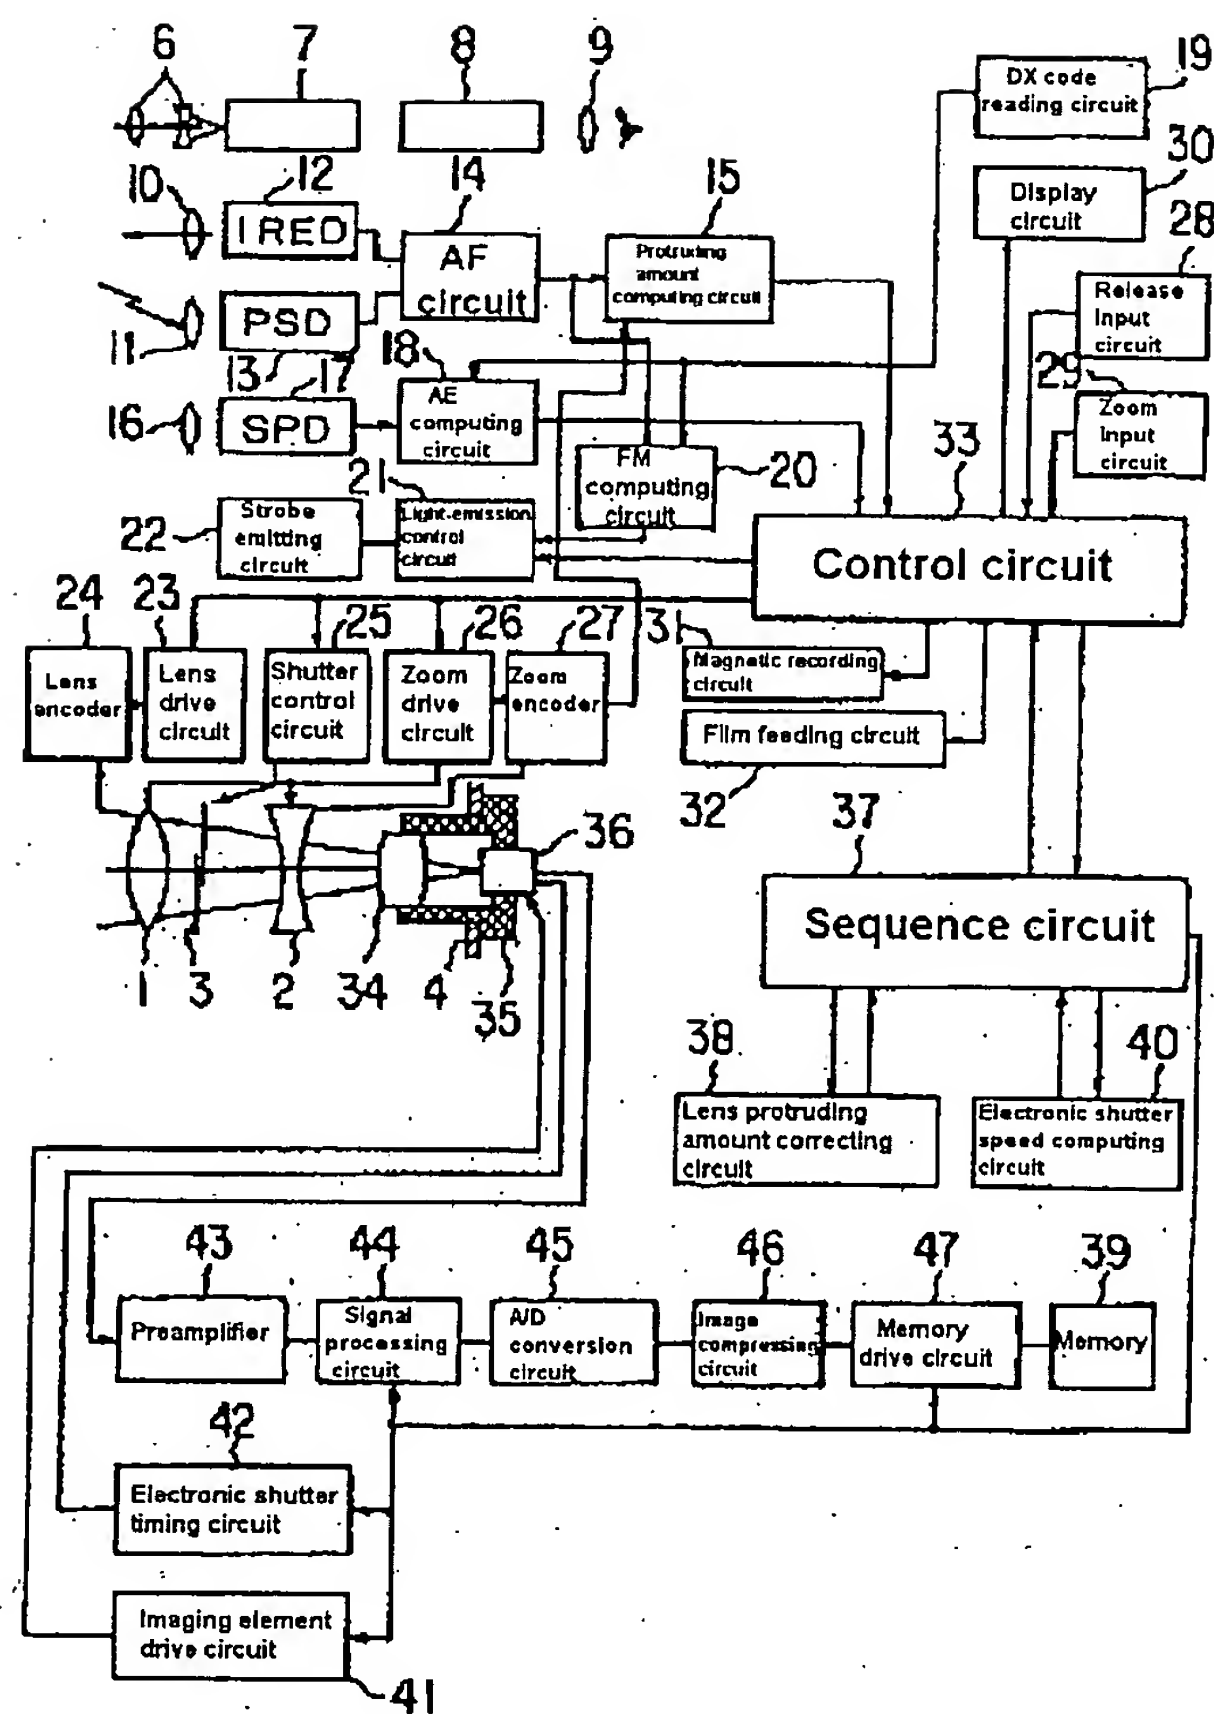 6 7 8 9 19
DX code
reading circuit
30
10 12 14 15
Display
circuit
28
IRED
AF
circuit
Protruding
amount
computing circuit
Release
Input
circuit
11
PSD
13 17 18
29
16
SPD
AE
computing
circuit
Zoom
Input
circuit
33
FM
computing
circuit
20
21
22
Strobe
emitting
circuit
Light-emission
control
circuit
Control circuit
24 23 25 26 27 31
Lens
encoder
Lens
drive
circuit
Shutter
control
circuit
Zoom
drive
circuit
Zoom
encoder
Magnetic recording
circuit
Film feeding circuit
32
36 37
Sequence circuit
1 3 2 34 4 35
38 40
Lens protruding
amount correcting
circuit
Electronic shutter
speed computing
circuit
43 44 45 46 47 39
Preamplifier
Signal
processing
circuit
A/D
conversion
circuit
Image
compressing
circuit
Memory
drive circuit
Memory
42
Electronic shutter
timing circuit
Imaging element
drive circuit
41